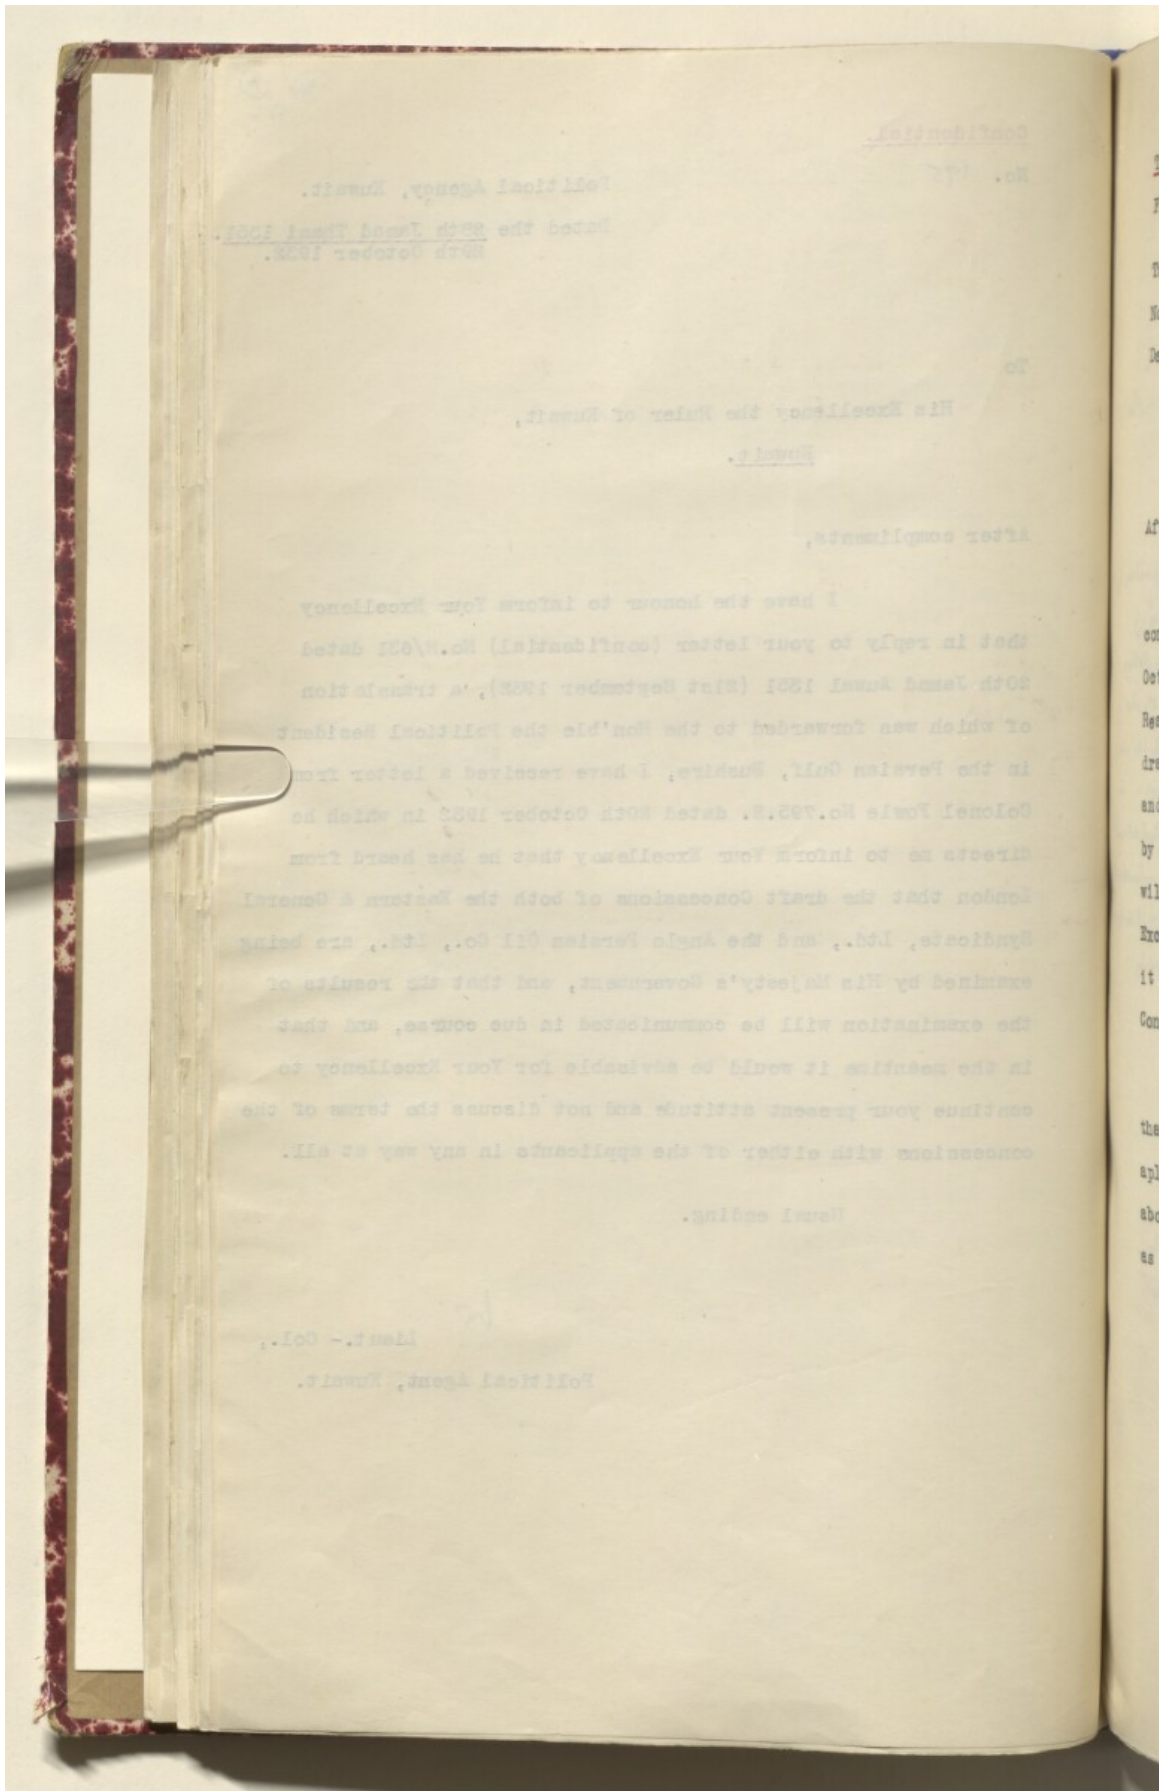 Confidential.
No.
Political Agency, Kuwait.
Dated the 28th Jamad Thani 1351.
29th October 1932.
To
His Excellency the Ruler of Kuwait,
Kuwait.
After compliments,
I have the honour to inform Your Excellency
that in reply to your letter (confidential) No. dated
20th Jamad Awwal 1351 (21st September 1932), a translation
of which was forwarded to the Hon'ble the Political Resident
in the Persian Gulf, Bushire, I have received a letter from
Colonel Fowle No.795.S. dated 20th October 1932 in which he
directs me to inform Your Excellency that he has heard from
London that the draft Concessions of both the Eastern & General
Syndicate, Ltd., and the Anglo Persian Oil Co., Ltd., are being
examined by His Majesty's Government, and that the results of
the examination will be communicated in due course, and that
in the meantime it would be advisable for Your Excellency to
continue your present attitude and not discuss the terms of the
concessions with either of the applicants in any way at all.
Usual ending.
Lieut.- Col.,
Political Agent, Kuwait.